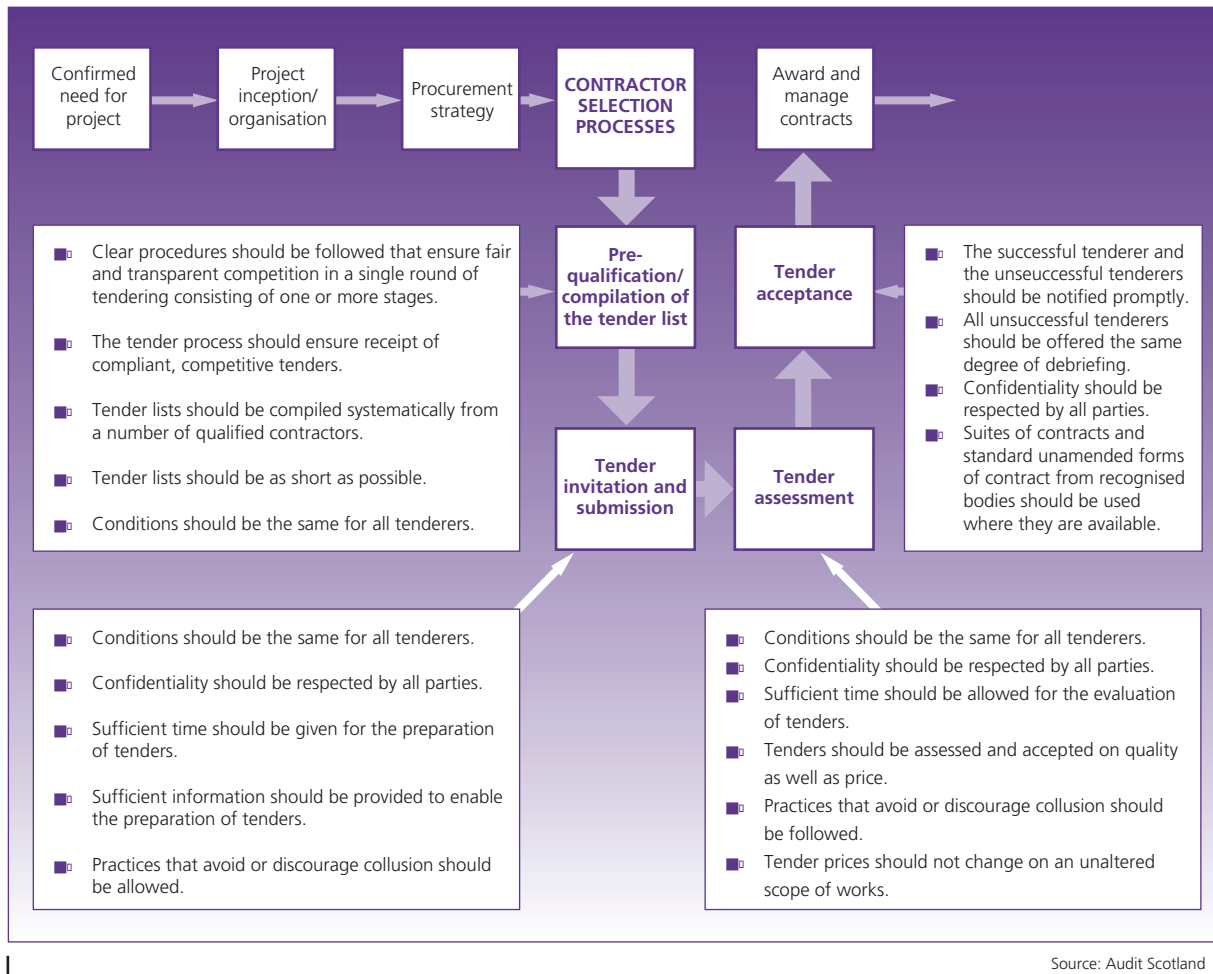 Confirmed
need for
project
Project
inception/
organisation
Procurement
strategy
CONTRACTOR
SELECTION
PROCESSES
Award and
manage
contracts
Clear procedures should be followed that ensure fair
and transparent competition in a single round of
tendering consisting of one or more stages.
The tender process should ensure receipt of
compliant, competitive tenders.
Tender lists should be compiled systematically from
a number of qualified contractors.
Tender lists should be as short as possible.
Conditions should be the same for all tenderers.
Pre-
qualification/
compilation of
the tender list
Tender
acceptance
The successful tenderer and
the unseuccessful tenderers
should be notified promptly.
All unsuccessful tenderers
should be offered the same
degree of debriefing.
Confidentiality should be
respected by all parties.
Suites of contracts and
standard unamended forms
of contract from recognised
bodies should be used
where they are available.
Tender
invitation and
submission
Tender
assessment
Conditions should be the same for all tenderers.
Confidentiality should be respected by all parties.
Sufficient time should be given for the preparation
of tenders.
Sufficient information should be provided to enable
the preparation of tenders.
Practices that avoid or discourage collusion should
be allowed.
Conditions should be the same for all tenderers.
Confidentiality should be respected by all parties.
Sufficient time should be allowed for the evaluation
of tenders.
Tenders should be assessed and accepted on quality
as well as price.
Practices that avoid or discourage collusion should
be followed.
Tender prices should not change on an unaltered
scope of works.
Source: Audit Scotland